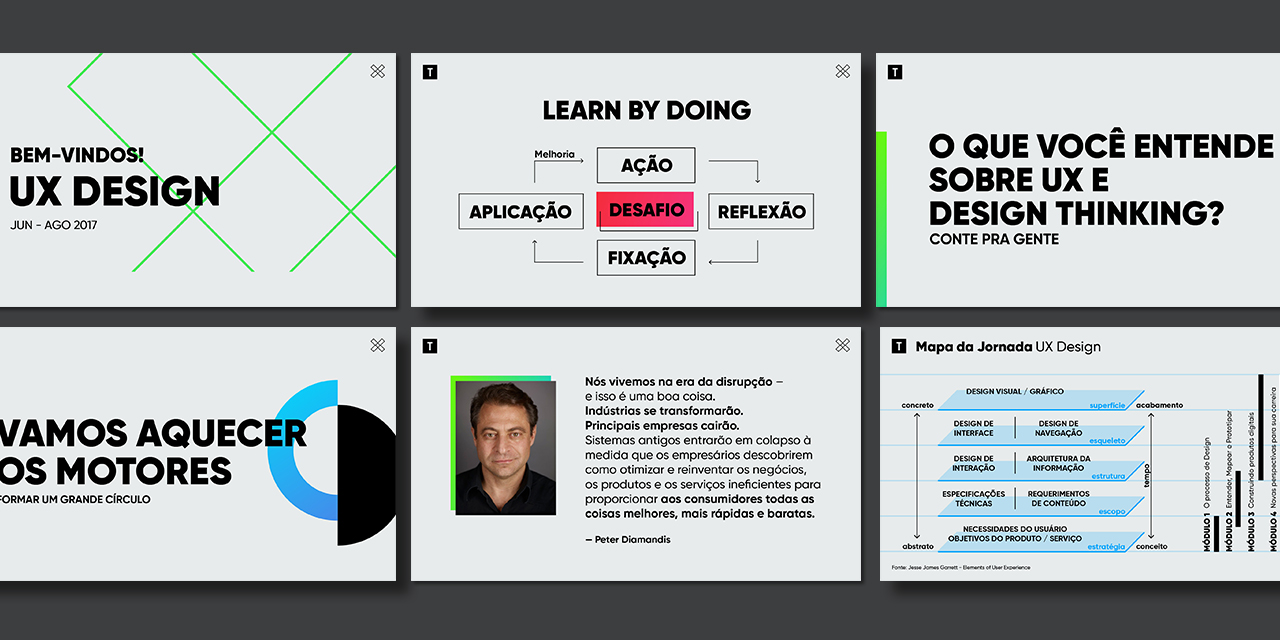 BEM-VINDOS!
UX DESIGN
JUN - AGO 2017
T
LEARN BY DOING
Melhoria
AÇÃO
APLICAÇÃO
DESAFIO
REFLEXÃO
FIXAÇÃO
T
O QUE VOCÊ ENTENDE
SOBRE UX E
DESIGN THINKING?
CONTE PRA GENTE
VAMOS AQUECER
OS MOTORES
FORMAR UM GRANDE CÍRCULO
T
Nós vivemos na era da disrupção –
e isso é uma boa coisa.
Indústrias se transformarão.
Principais empresas cairão.
Sistemas antigos entrarão em colapso à
medida que os empresários descobrirem
como otimizar e reinventar os negócios,
os produtos e os serviços ineficientes para
proporcionar aos consumidores todas as
coisas melhores, mais rápidas e baratas.
— Peter Diamandis
T
Mapa da Jornada UX Design
concreto
DESIGN VISUAL / GRÁFICO
superfície
acabamento
DESIGN DE
INTERFACE
DESIGN DE
NAVEGAÇÃO
esqueleto
DESIGN DE
INTERAÇÃO
ARQUITETURA DA
INFORMAÇÃO
estrutura
tempo
ESPECIFICAÇÕES
TÉCNICAS
REQUERIMENTOS
DE CONTEÚDO
escopo
NECESSIDADES DO USUÁRIO
OBJETIVOS DO PRODUTO / SERVIÇO
abstrato
estratégia
conceito
MÓDULO 1 O processo de Design
MÓDULO 2 Entender, Mapear e Prototipar
MÓDULO 3 Construindo produtos digitais
MÓDULO 4 Novas perspectivas para sua carreira
Fonte: Jesse James Garrett - Elements of User Experience